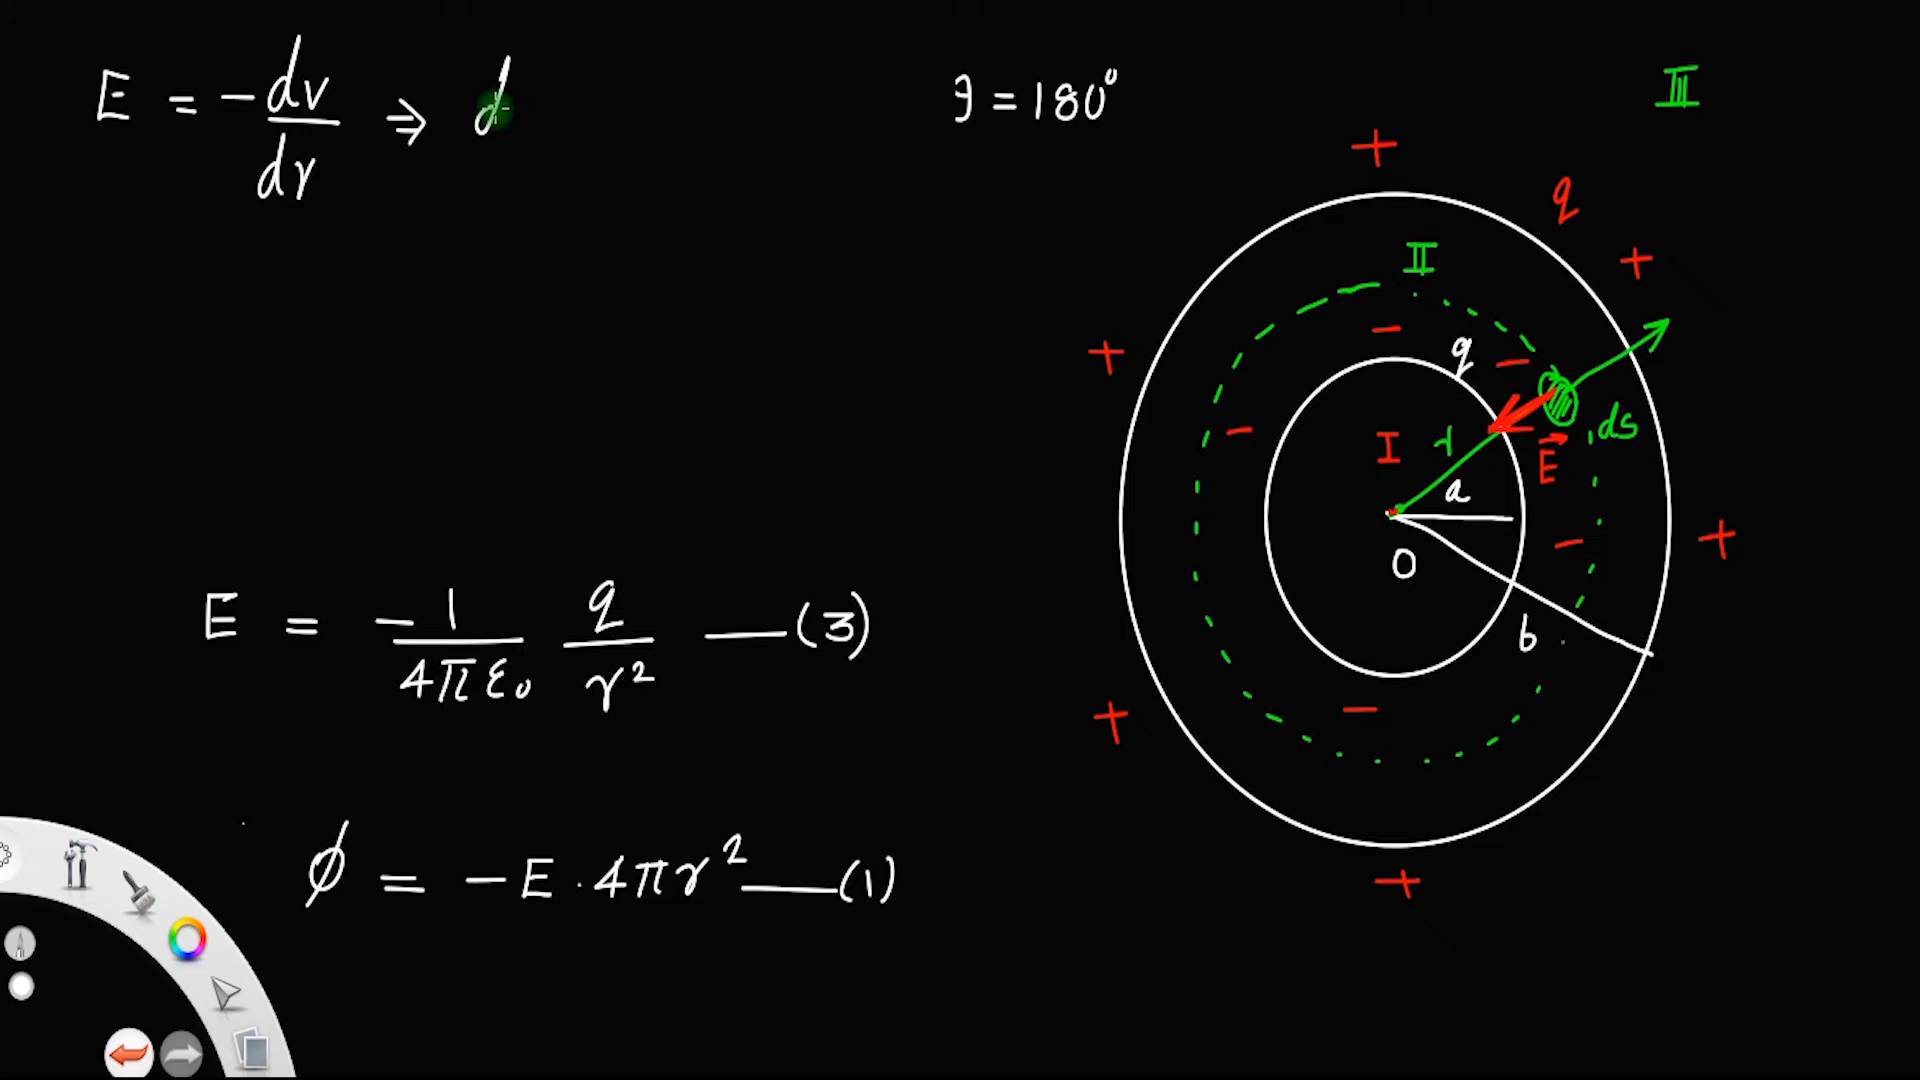 E = -dv/dr ⇒ d
θ = 180°
III
q
II
q
I
r
a
ds
E⃗
O
b
E = -1/4πε₀ q/r² —(3)
ϕ = -E·4πr² —(1)